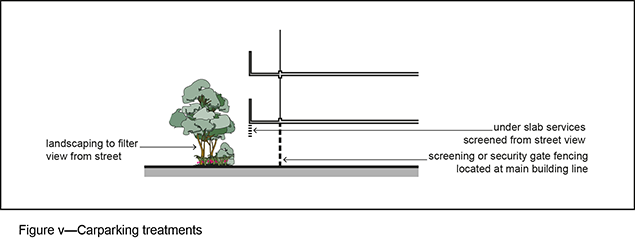 landscaping to filter
view from street
under slab services
screened from street view
screening or security gate fencing
located at main building line
Figure v—Carparking treatments